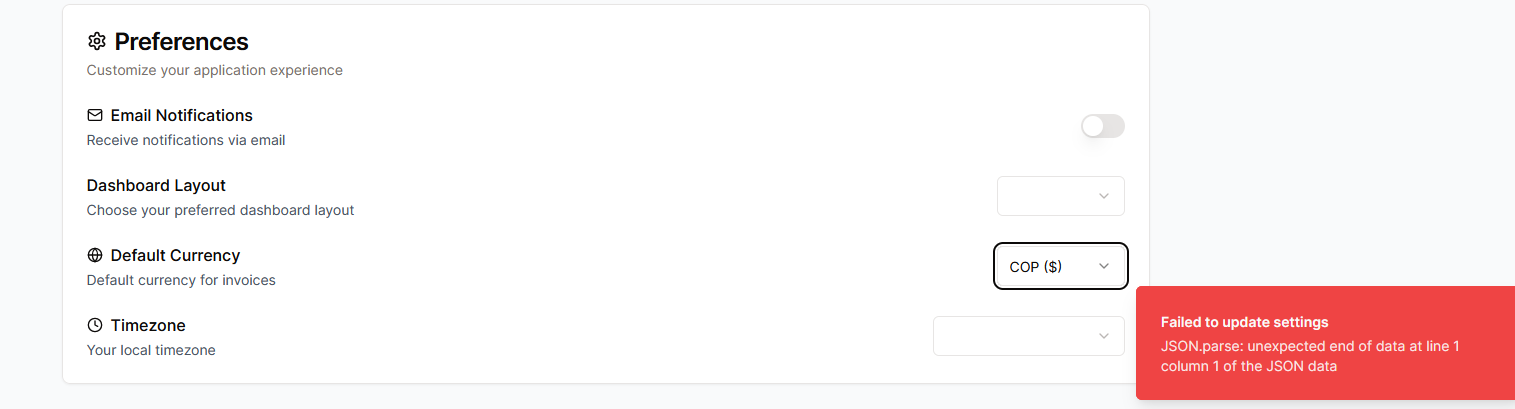 Preferences
Customize your application experience
Email Notifications
Receive notifications via email
Dashboard Layout
Choose your preferred dashboard layout
Default Currency
Default currency for invoices
COP ($)
Timezone
Your local timezone
Failed to update settings
JSON.parse: unexpected end of data at line 1
column 1 of the JSON data